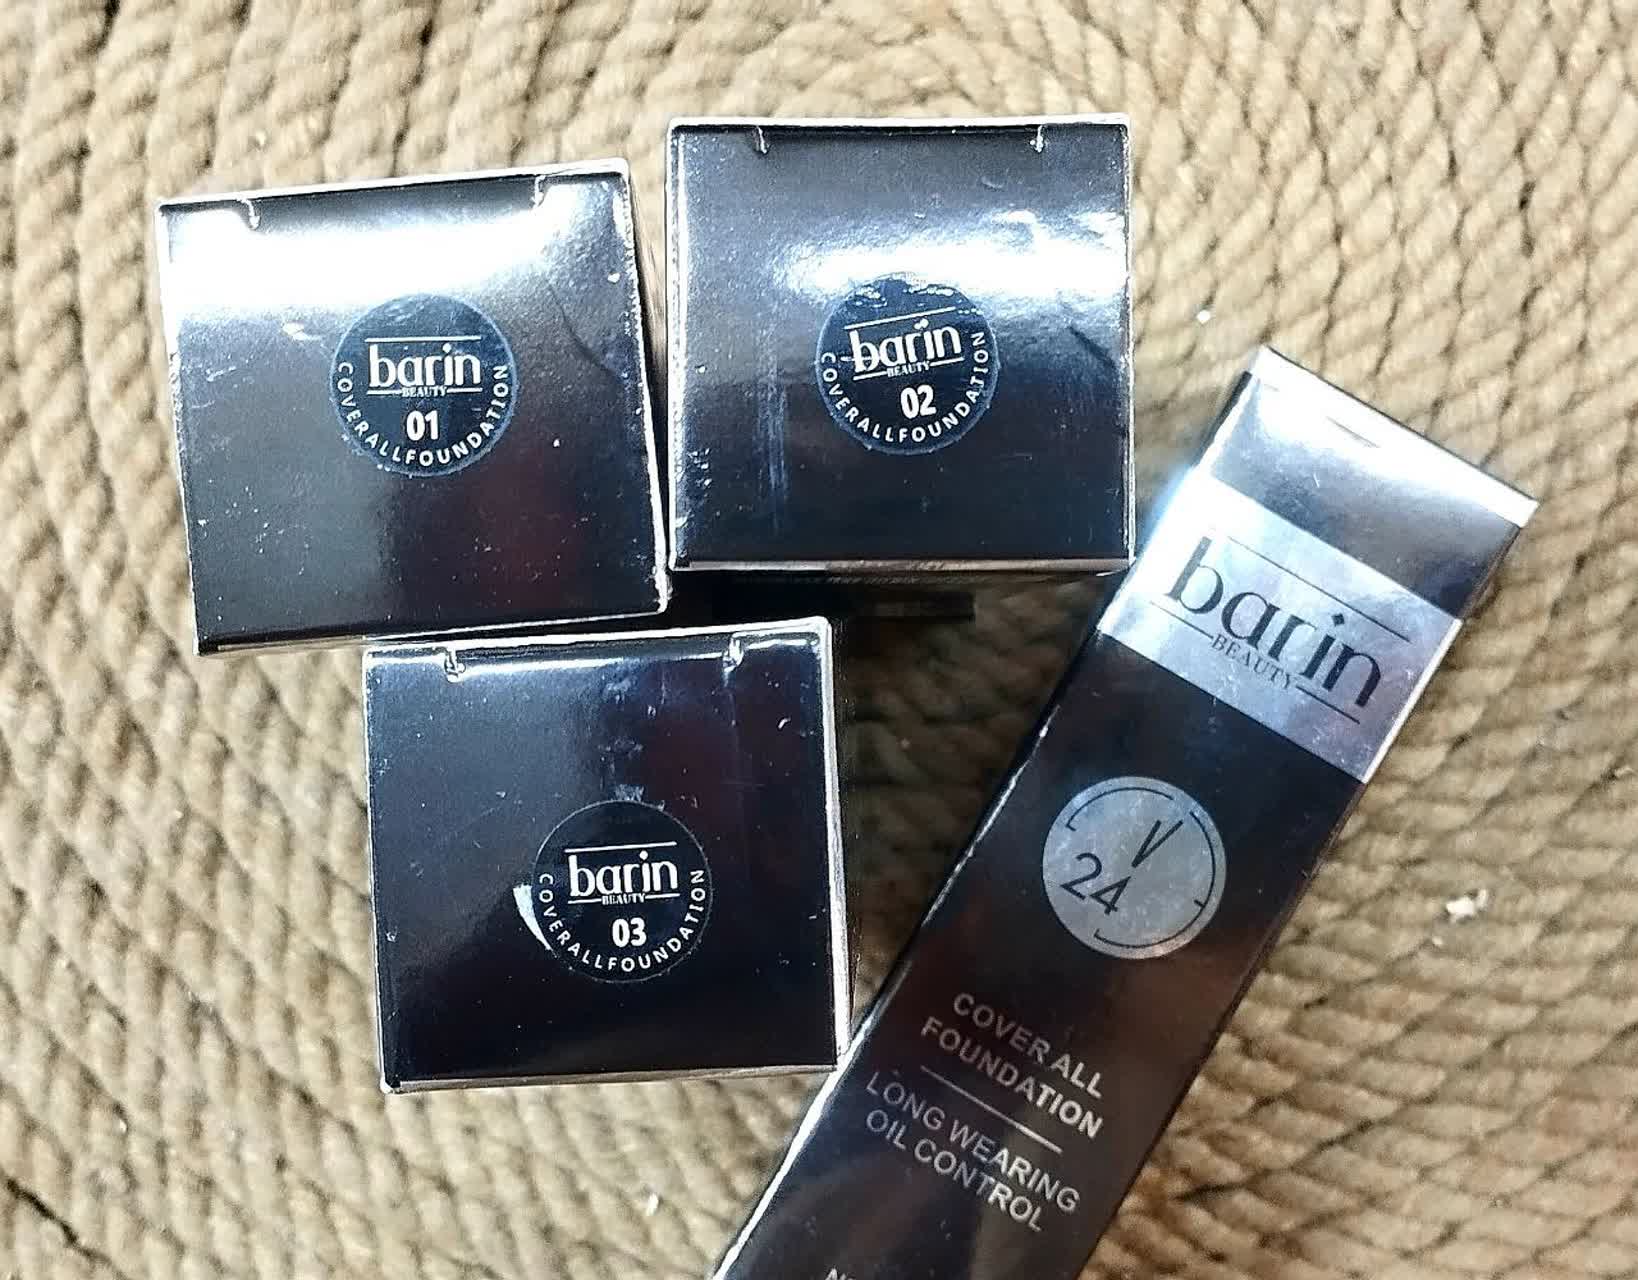 barin
BEAUTY
01
COVERALLFOUNDATION
barin
BEAUTY
02
COVERALLFOUNDATION
barin
BEAUTY
03
COVERALLFOUNDATION
barin
BEAUTY
24
COVER ALL
FOUNDATION
LONG WEARING
OIL CONTROL